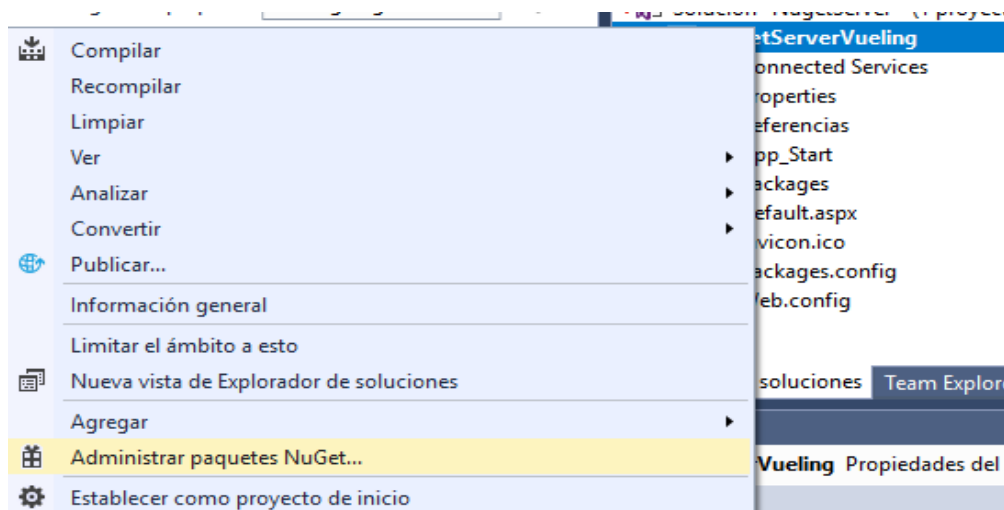 Compilar
Recompilar
Limpiar
Ver
Analizar
Convertir
Publicar...
Información general
Limitar el ámbito a esto
Nueva vista de Explorador de soluciones
Agregar
Administrar paquetes NuGet...
Establecer como proyecto de inicio
etServerVueling
onnected Services
roperties
eferencias
pp_Start
ackages
efault.aspx
vicon.ico
ackages.config
eb.config
soluciones Team Explor
Vueling Propiedades del